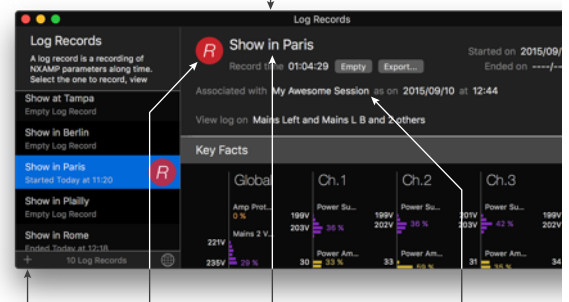 Log Records
Log Records
A log record is a recording of
NXAMP parameters along time.
Select the one to record, view
Show at Tampa
Empty Log Record
Show in Berlin
Empty Log Record
Show in Paris
Started Today at 11:20
R
Show in Plailly
Empty Log Record
Show in Rome
Ended Today at 12:18
+ 10 Log Records
R
Show in Paris
Started on 2015/09/
Record time 01:04:29 Empty Export...
Ended on ----/--
Associated with My Awesome Session as on 2015/09/10 at 12:44
View log on Mains Left and Mains L B and 2 others
Key Facts
Global Ch.1 Ch.2 Ch.3
Amp Prot... Power Su... Power Su... Power Su...
0 % 199V 199V 201V 199V
203V 36 % 202V 36 % 203V 42 % 202V
Mains 2 V...
221V
Power Am... Power Am... Power Am...
235V 29 % 30 33 % 33 59 % 31 35 % 34